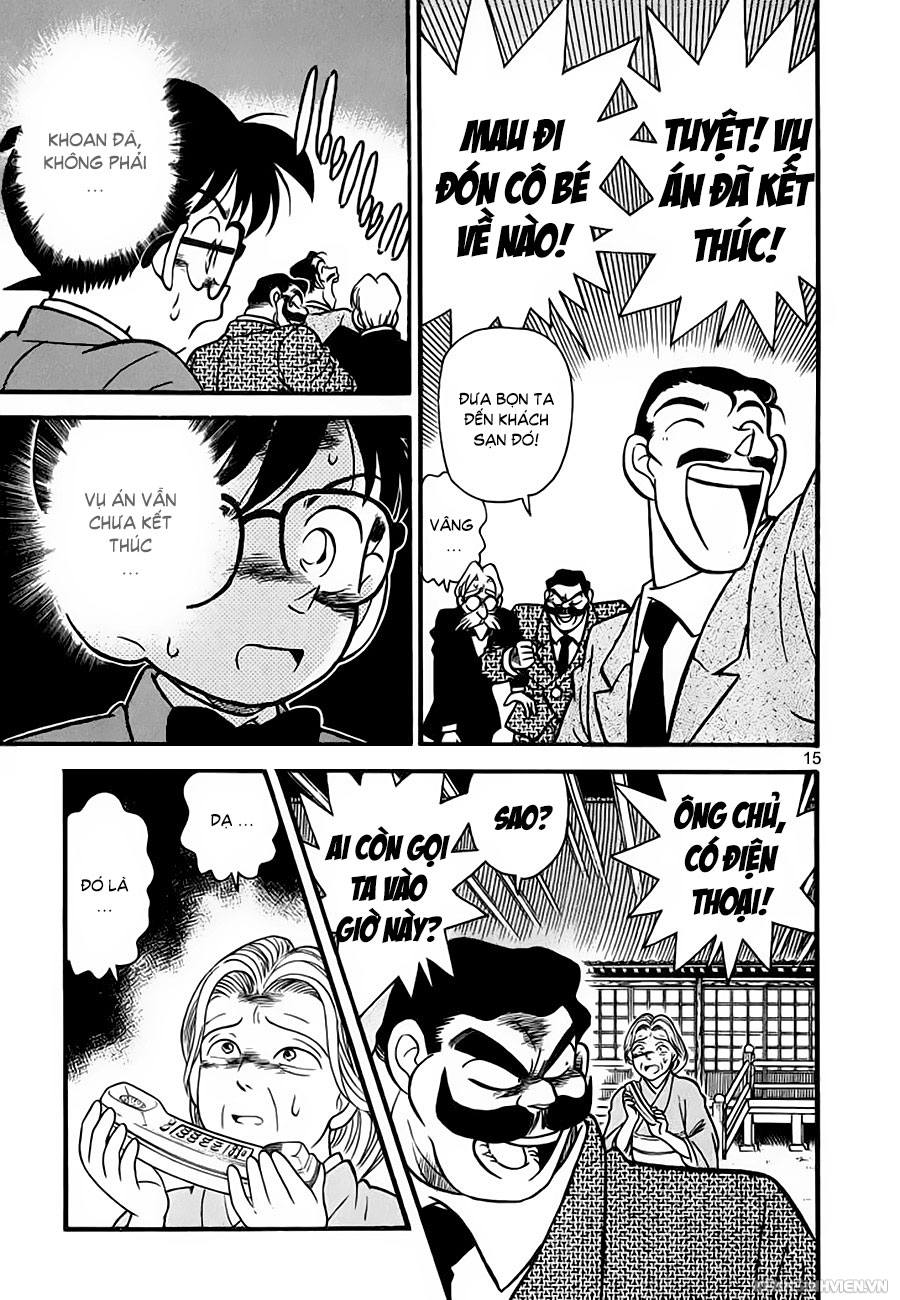 TUYỆT! VỤ
ÁN ĐÃ KẾT
THÚC!
MAU ĐI
ĐÓN CÔ BÉ
VỀ NÀO!
ĐƯA BỌN TA
ĐẾN KHÁCH
SẠN ĐÓ!
VÂNG
...
KHOAN ĐÃ,
KHÔNG PHẢI
...
VỤ ÁN VẪN
CHƯA KẾT
THÚC
...
15
ÔNG CHỦ,
CÓ ĐIỆN
THOẠI!
SAO?
AI CÒN GỌI
TA VÀO
GIỜ NÀY?
DẠ ...
ĐÓ LÀ
...